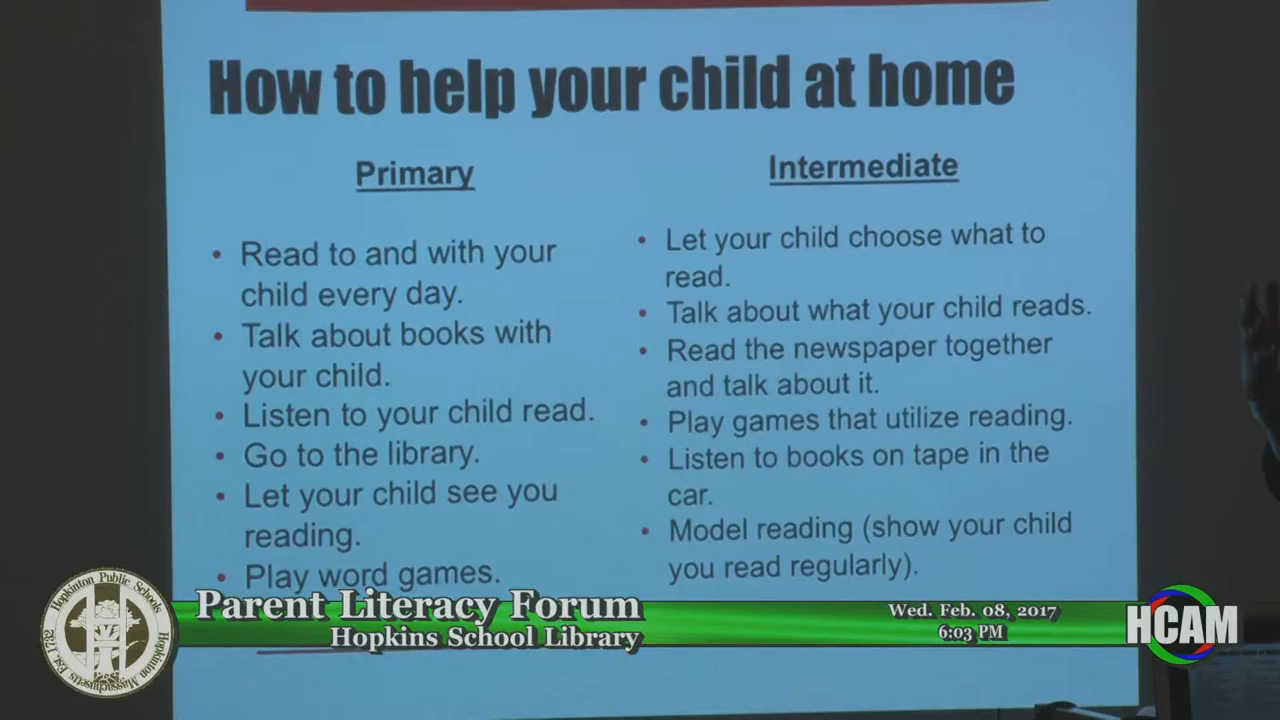 How to help your child at home
Primary
• Read to and with your
child every day.
• Talk about books with
your child.
• Listen to your child read.
• Go to the library.
• Let your child see you
reading.
• Play word games.
Intermediate
• Let your child choose what to
read.
• Talk about what your child reads.
• Read the newspaper together
and talk about it.
• Play games that utilize reading.
• Listen to books on tape in the
car.
• Model reading (show your child
you read regularly).
Hopkinton Public Schools
Hopkinton Massachusetts Est. 1722
H
Parent Literacy Forum
Hopkins School Library
Wed. Feb. 08, 2017
6:03 PM
HCAM